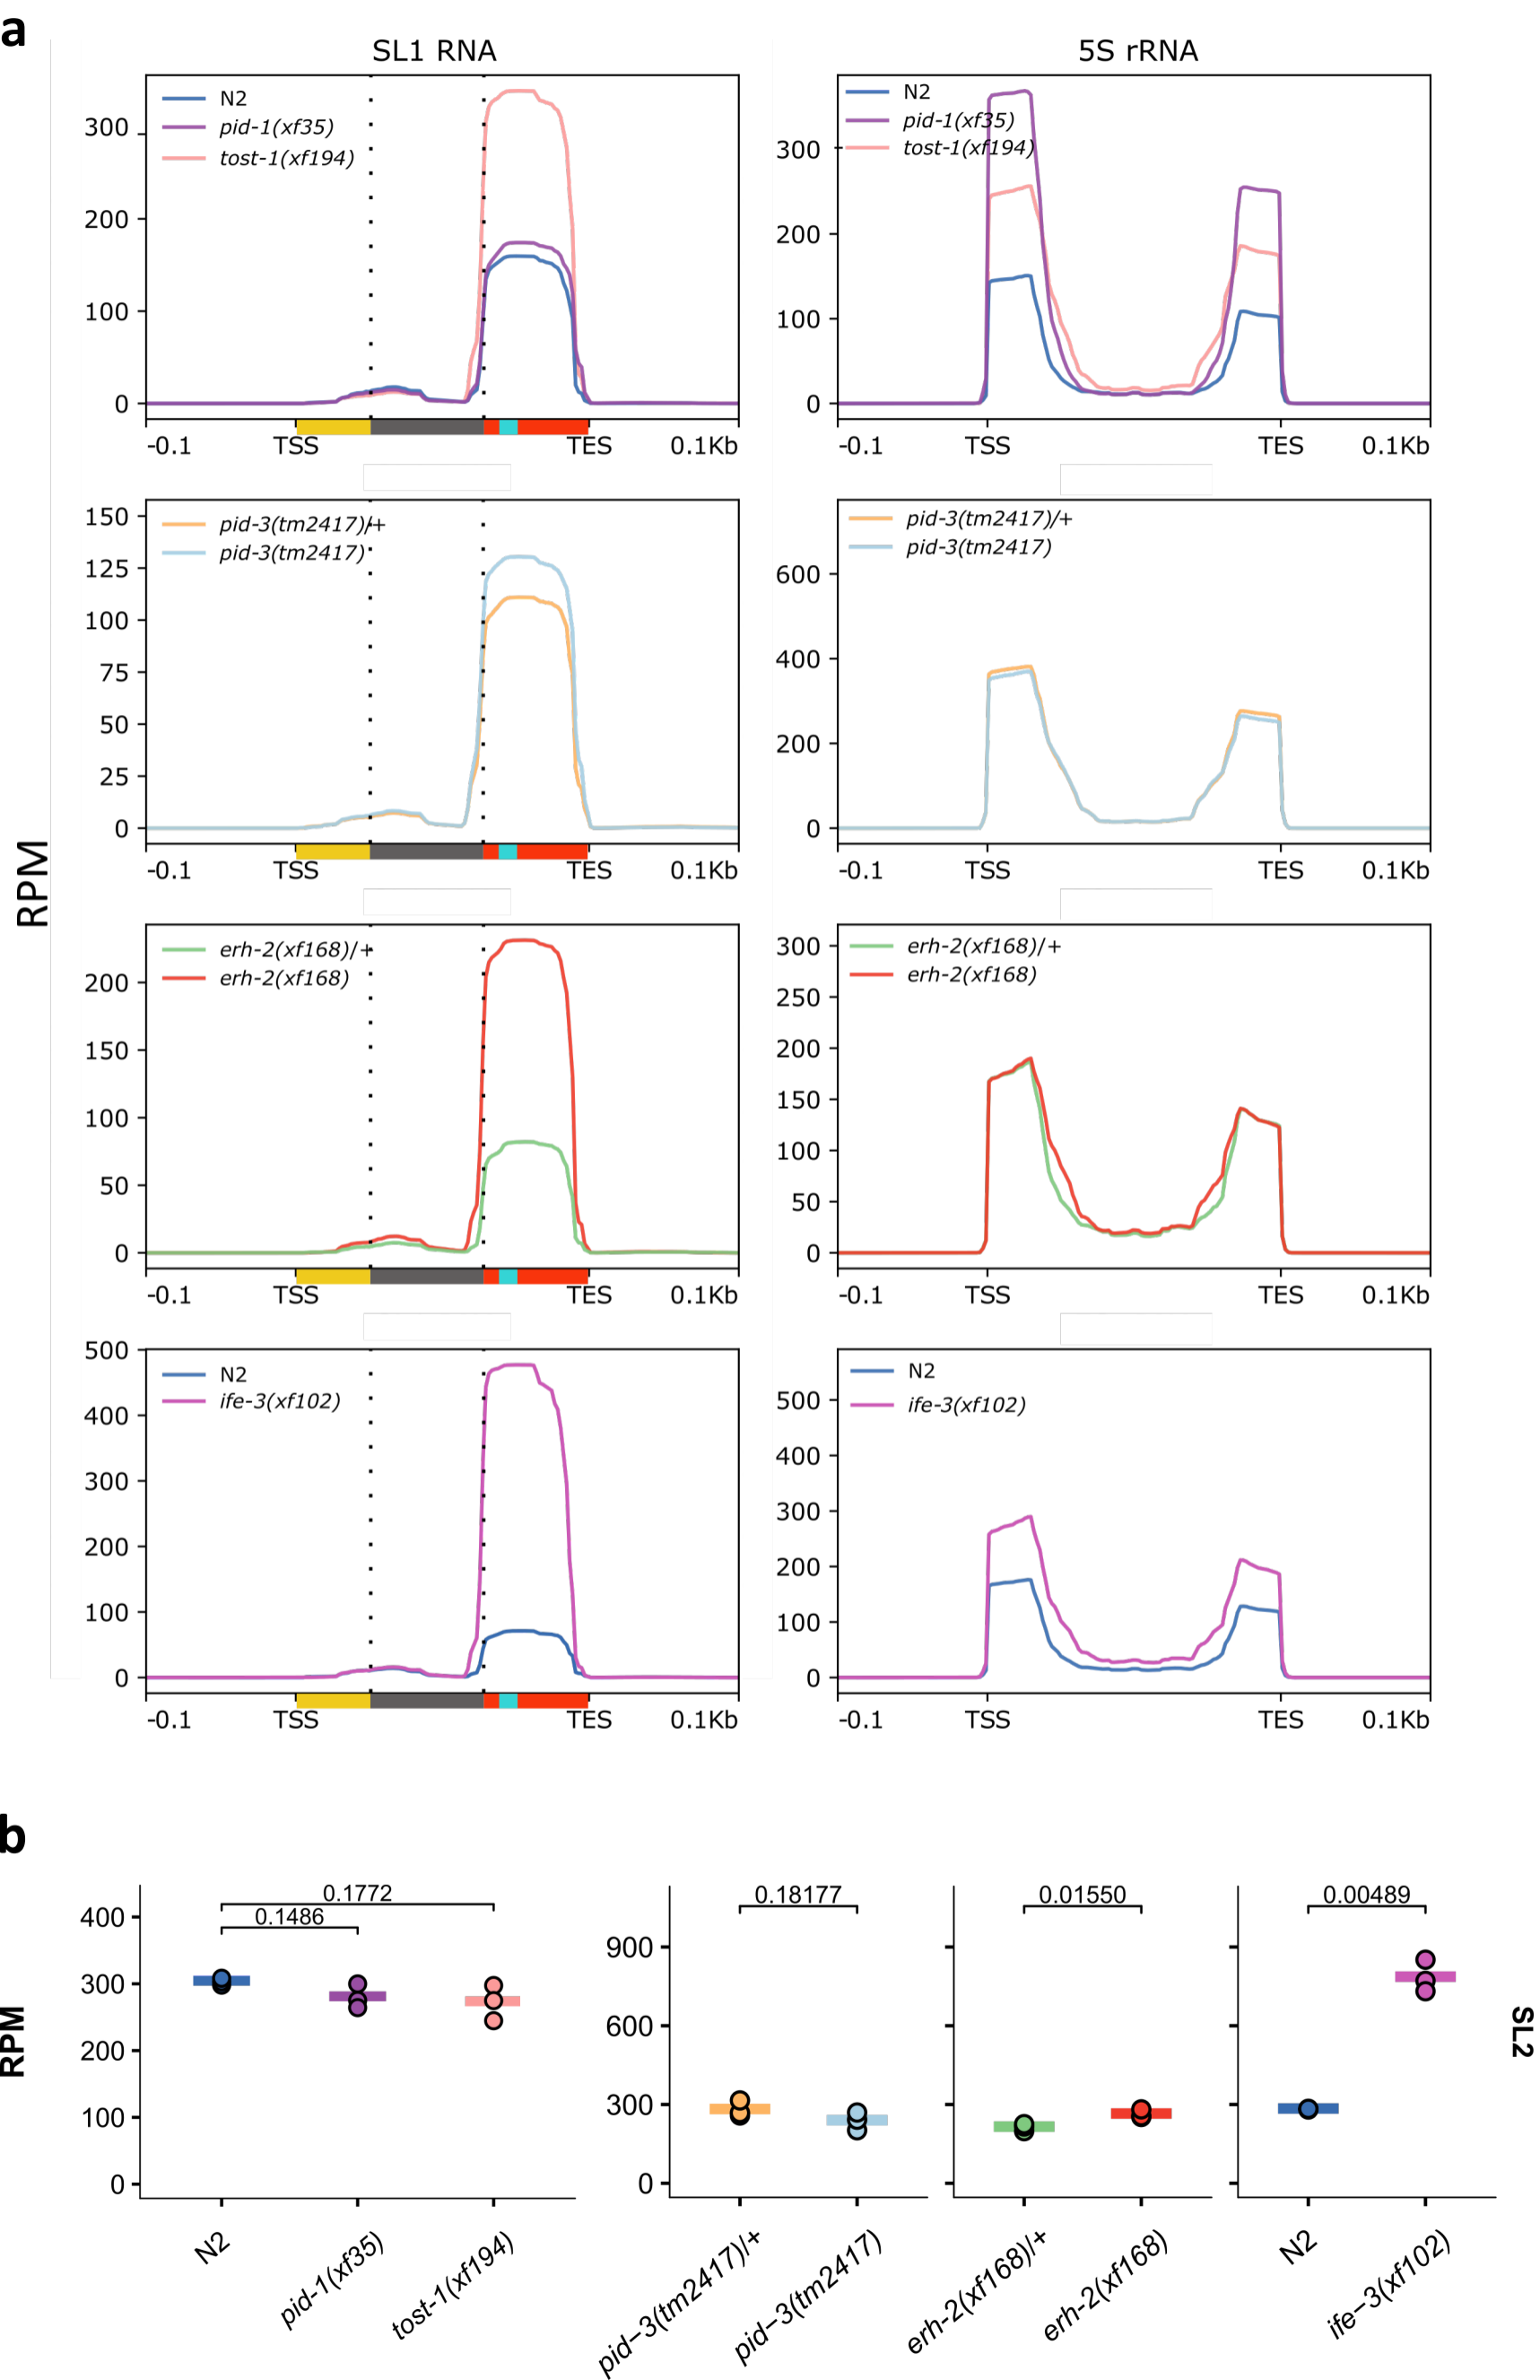 a
SL1 RNA
5S rRNA
RPM
N2
pid-1(xf35)
tost-1(xf194)
300
200
100
0
-0.1
TSS
TES
0.1Kb
N2
pid-1(xf35)
tost-1(xf194)
300
200
100
0
-0.1
TSS
TES
0.1Kb
pid-3(tm2417)/+
pid-3(tm2417)
150
125
100
75
50
25
0
-0.1
TSS
TES
0.1Kb
pid-3(tm2417)/+
pid-3(tm2417)
600
400
200
0
-0.1
TSS
TES
0.1Kb
erh-2(xf168)/+
erh-2(xf168)
200
150
100
50
0
-0.1
TSS
TES
0.1Kb
erh-2(xf168)/+
erh-2(xf168)
300
250
200
150
100
50
0
-0.1
TSS
TES
0.1Kb
N2
ife-3(xf102)
500
400
300
200
100
0
-0.1
TSS
TES
0.1Kb
N2
ife-3(xf102)
500
400
300
200
100
0
-0.1
TSS
TES
0.1Kb
b
RPM
400
300
200
100
0
0.1772
0.1486
N2
pid-1(xf35)
tost-1(xf194)
900
600
300
0
0.18177
pid−3(tm2417)/+
pid−3(tm2417)
0.01550
erh−2(xf168)/+
erh−2(xf168)
0.00489
N2
ife−3(xf102)
SL2